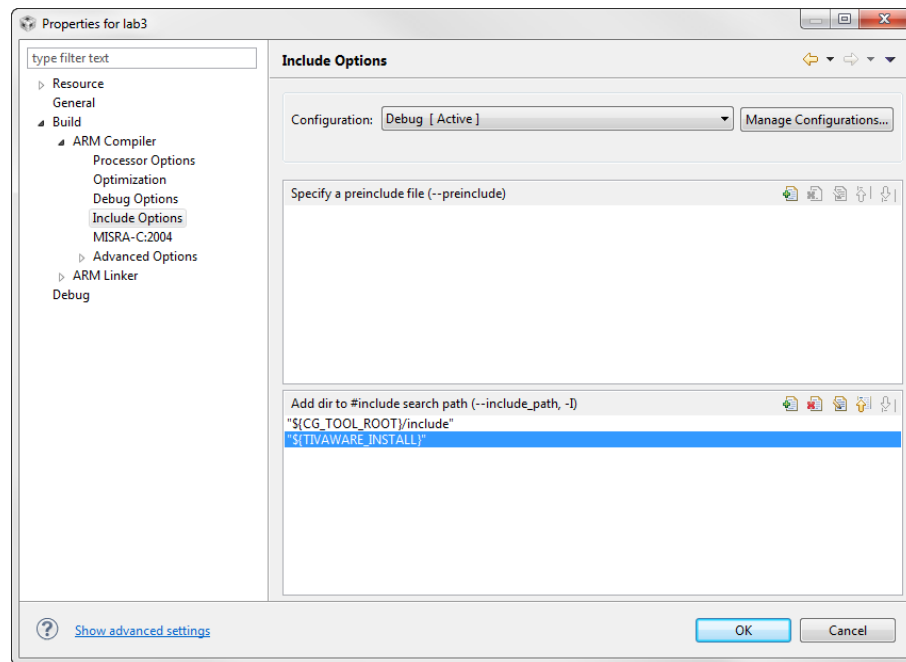 Properties for lab3
type filter text
Resource
General
Build
ARM Compiler
Processor Options
Optimization
Debug Options
Include Options
MISRA-C:2004
Advanced Options
ARM Linker
Debug
Include Options
Configuration: Debug [ Active ] Manage Configurations...
Specify a preinclude file (--preinclude)
Add dir to #include search path (--include_path, -I)
"${CG_TOOL_ROOT}/include"
"${TIVAWARE_INSTALL}"
Show advanced settings
OK Cancel